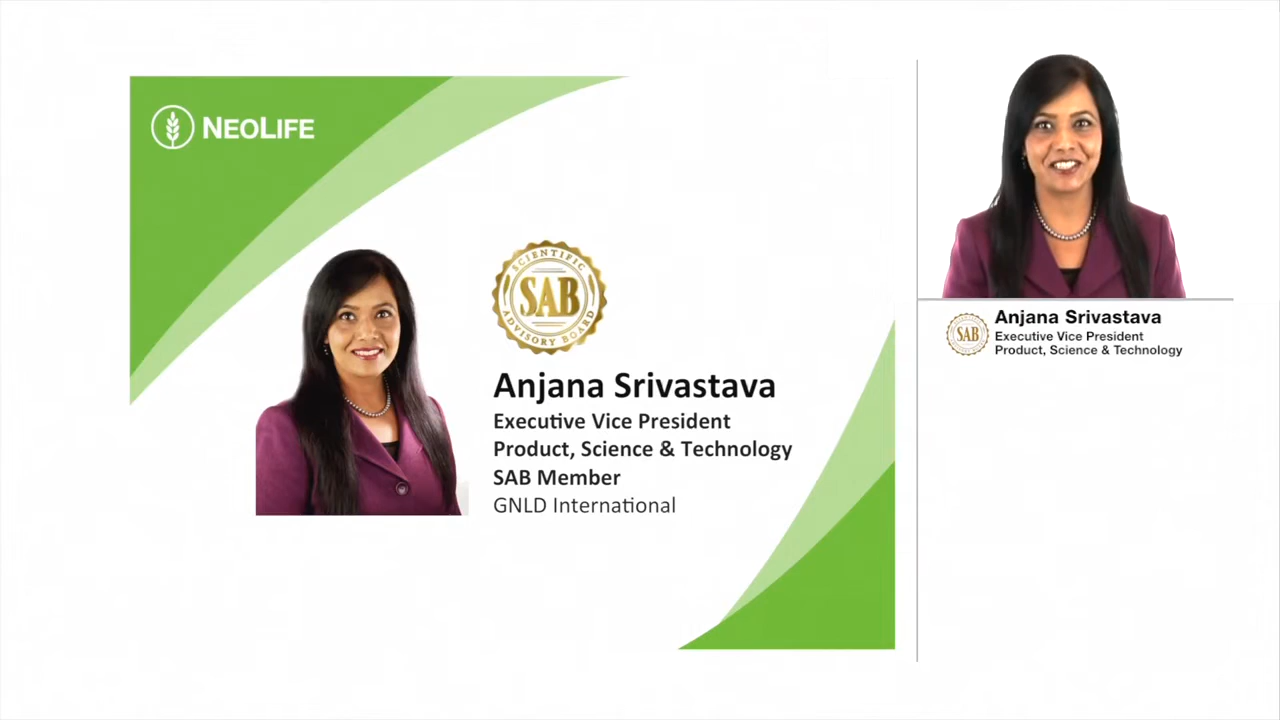 NEOLIFE
SCIENTIFIC
SAB
ADVISORY BOARD
Anjana Srivastava
Executive Vice President
Product, Science & Technology
SAB Member
GNLD International
SAB
Anjana Srivastava
Executive Vice President
Product, Science & Technology